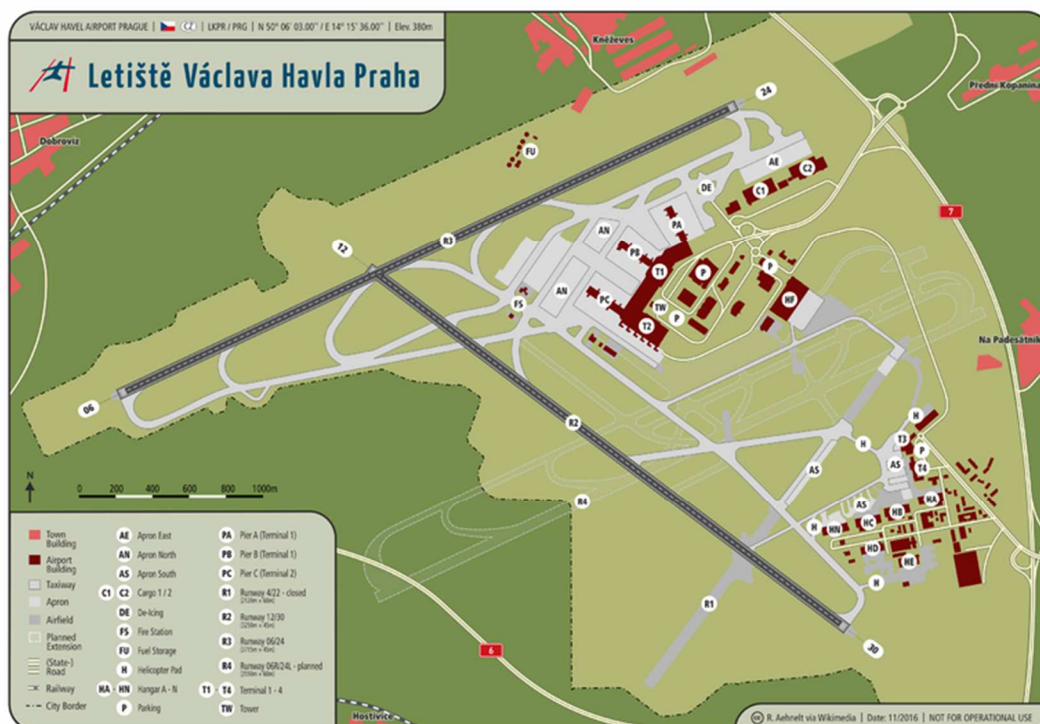 VÁCLAV HAVEL AIRPORT PRAGUE | CZ | LKPR / PRG | N 50° 06' 03.00'' / E 14° 15' 36.00'' | Elev. 380m
Letiště Václava Havla Praha
Kněževes
Přední Kopanina
Dobrovíz
24
FU
AE
C2
C1
DE
7
12
R3
AN
PA
PB
T1
P
P
HF
AN
PC
FS
TW
P
T2
Na Padesátník
06
R2
H
T3
H
P
N
0 200 400 600 800 1000m
AS
AS
T4
R4
AS
HA
HB
H
HN
HC
HD
HE
H
R1
30
6
Hostivice
Town Building
Airport Building
Taxiway
Apron
Airfield
Planned Extension
(State-) Road
Railway
City Border
AE Apron East
AN Apron North
AS Apron South
C1 C2 Cargo 1 / 2
DE De-Icing
FS Fire Station
FU Fuel Storage
H Helicopter Pad
HA - HN Hangar A - N
P Parking
PA Pier A (Terminal 1)
PB Pier B (Terminal 1)
PC Pier C (Terminal 2)
R1 Runway 4/22 - closed
R2 Runway 12/30
R3 Runway 06/24
R4 Runway 06R/24L - planned
T1 - T4 Terminal 1 - 4
TW Tower
R. Aehnelt via Wikimedia | Date: 11/2016 | NOT FOR OPERATIONAL USE